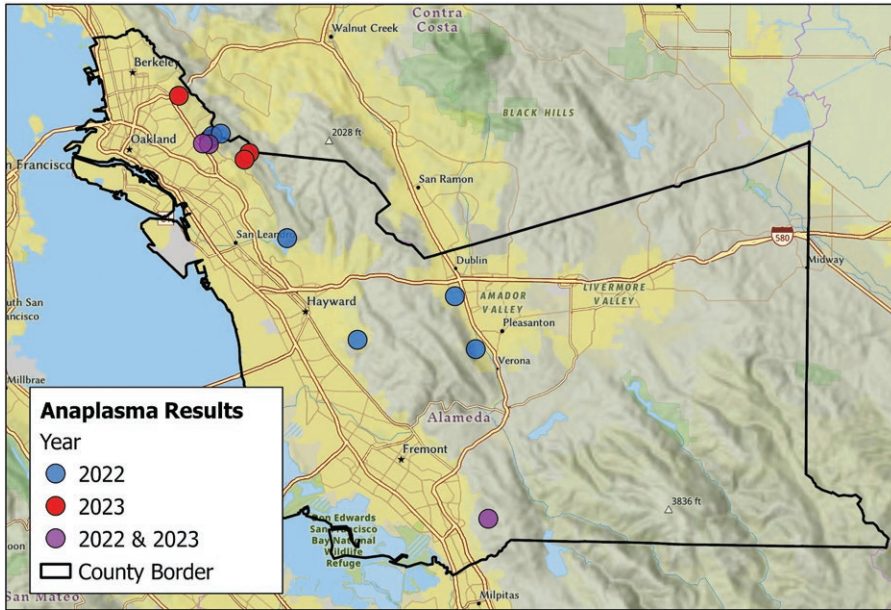 Contra
Costa
Walnut Creek
Berkeley
BLACK HILLS
2028 ft
Oakland
n Francisco
San Ramon
San Leandro
580
Midway
Dublin
AMADOR
VALLEY
LIVERMORE
VALLEY
outh San
ancisco
Hayward
Pleasanton
Verona
Millbrae
Alameda
Fremont
3836 ft
Don Edwards
San Francisco
Bay National
Wildlife
Refuge
Milpitas
oon
San Mateo
Anaplasma Results
Year
2022
2023
2022 & 2023
County Border